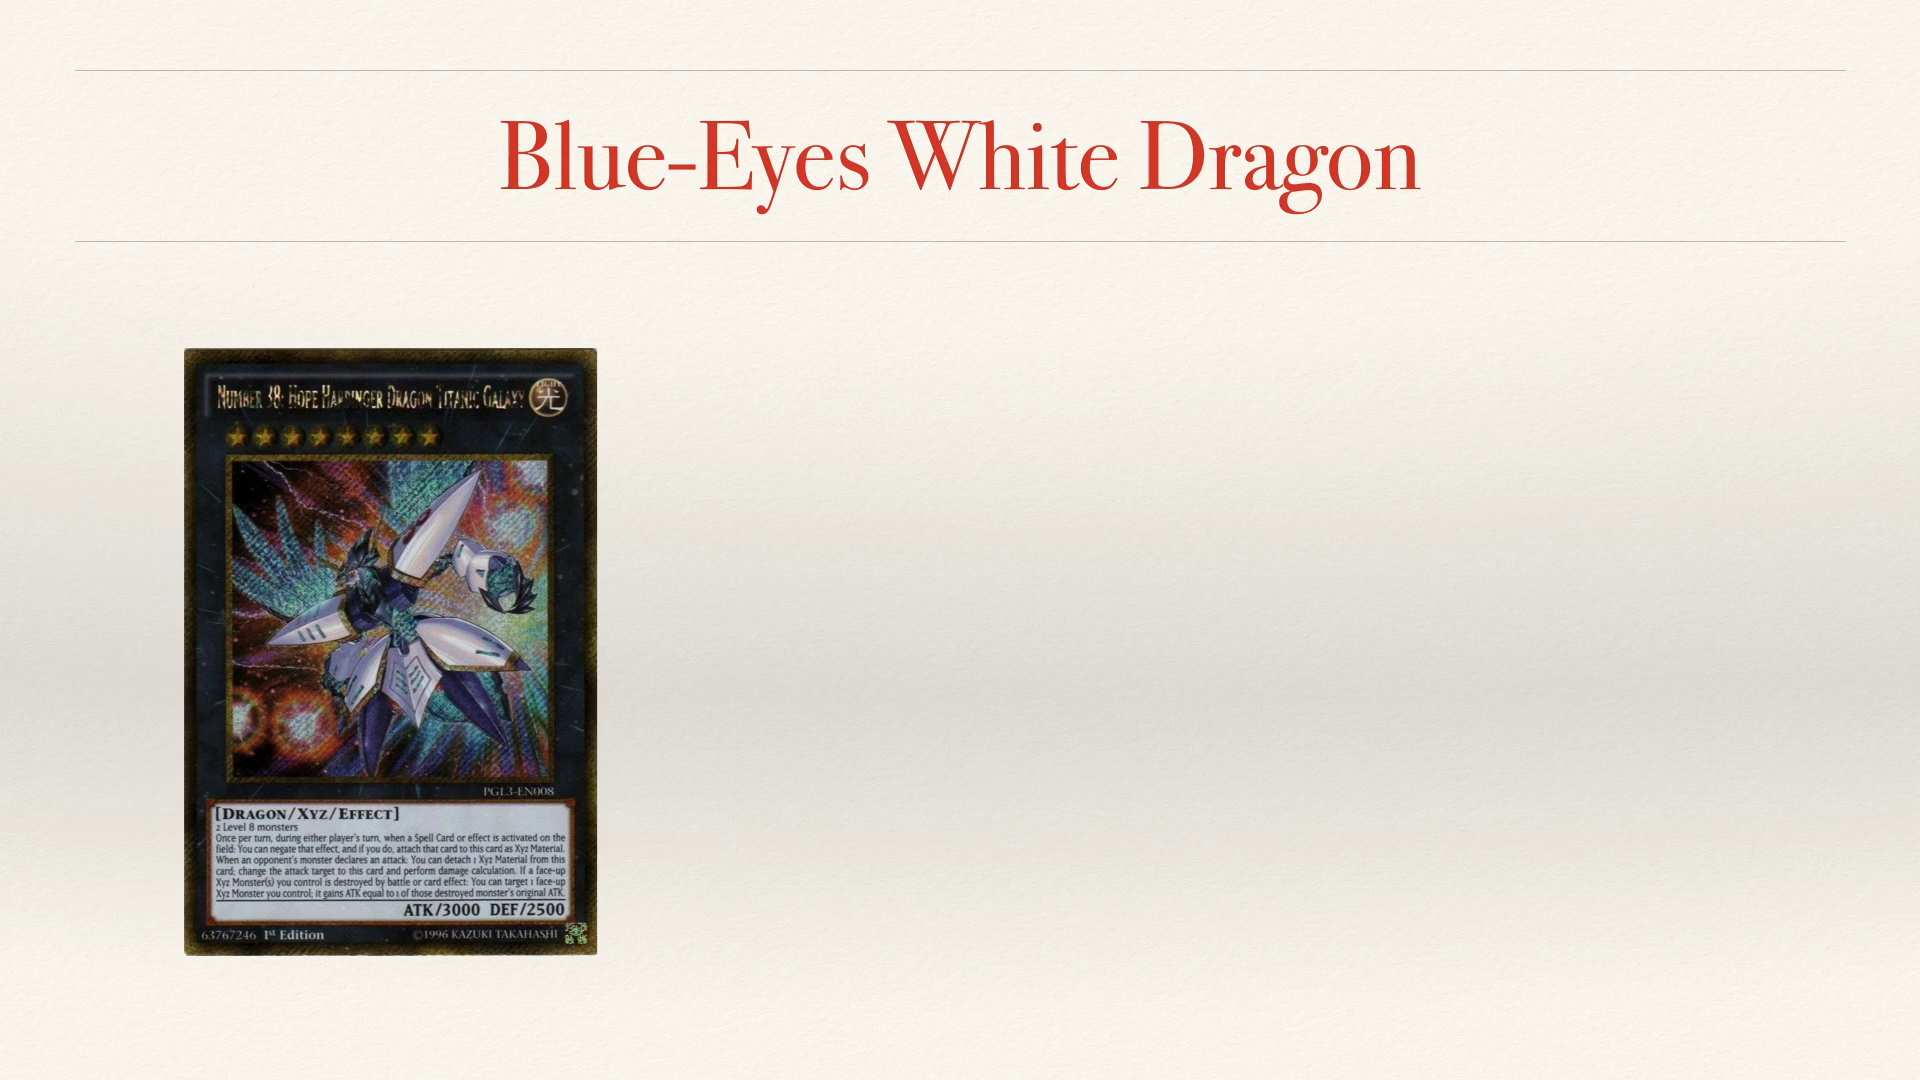 Blue-Eyes White Dragon
Number 38: Hope Harbinger Dragon Titanic Galaxy
LIGHT
光
PGL3-EN008
[Dragon/Xyz/Effect]
2 Level 8 monsters
Once per turn, during either player's turn, when a Spell Card or effect is activated on the
field: You can negate that effect, and if you do, attach that card to this card as Xyz Material.
When an opponent's monster declares an attack: You can detach 1 Xyz Material from this
card; change the attack target to this card and perform damage calculation. If a face-up
Xyz Monster(s) you control is destroyed by battle or card effect: You can target 1 face-up
Xyz Monster you control; it gains ATK equal to 1 of those destroyed monster's original ATK.
ATK/3000 DEF/2500
63767246 1st Edition ©1996 KAZUKI TAKAHASHI